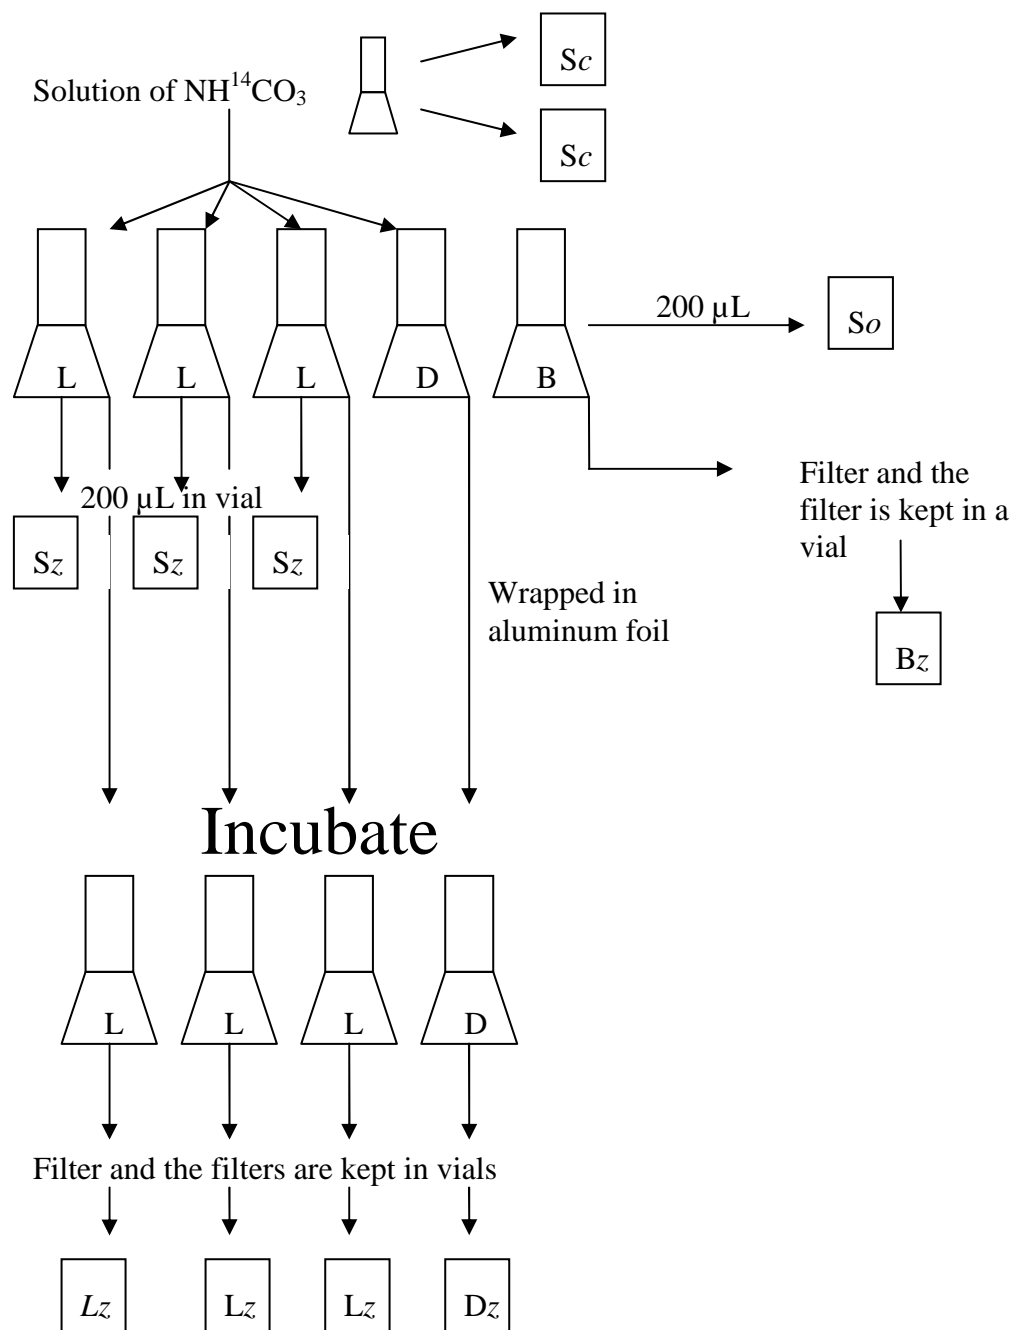 Sc
Solution of NH¹⁴CO₃
Sc
200 µL
So
L L L D B
Filter and the
filter is kept in a
vial
200 µL in vial
Sz Sz Sz
Wrapped in
aluminum foil
Bz
Incubate
L L L D
Filter and the filters are kept in vials
Lz Lz Lz Dz